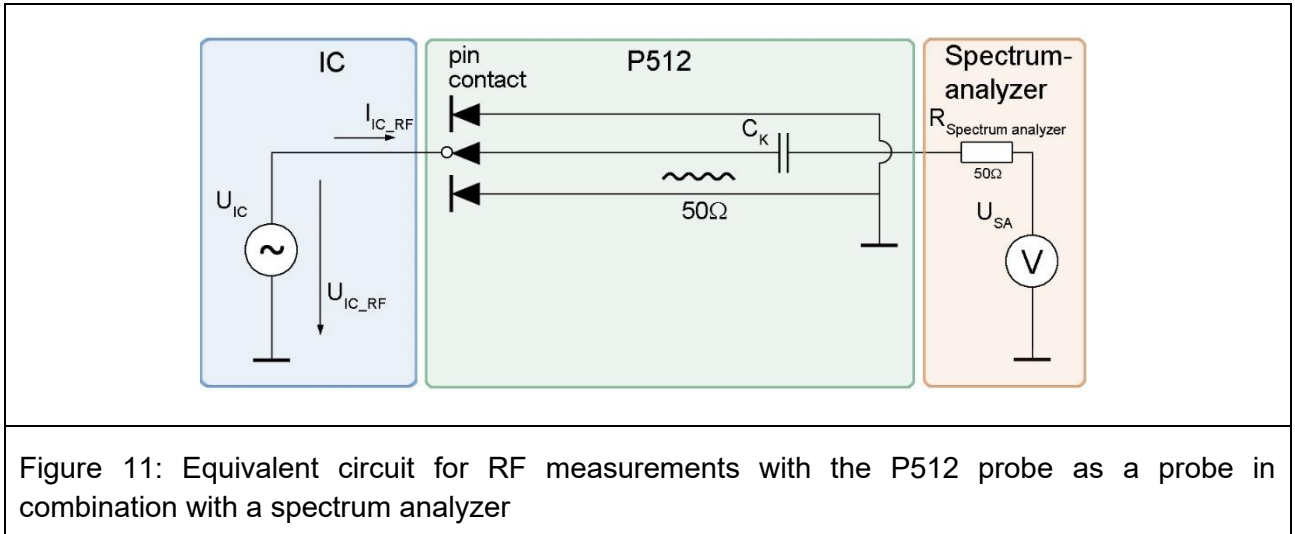 IC
pin
contact
P512
Spectrum-
analyzer
I_IC_RF
C_K
R_Spectrum analyzer
50Ω
50Ω
U_IC
~
U_SA
V
U_IC_RF
Figure 11: Equivalent circuit for RF measurements with the P512 probe as a probe in
combination with a spectrum analyzer